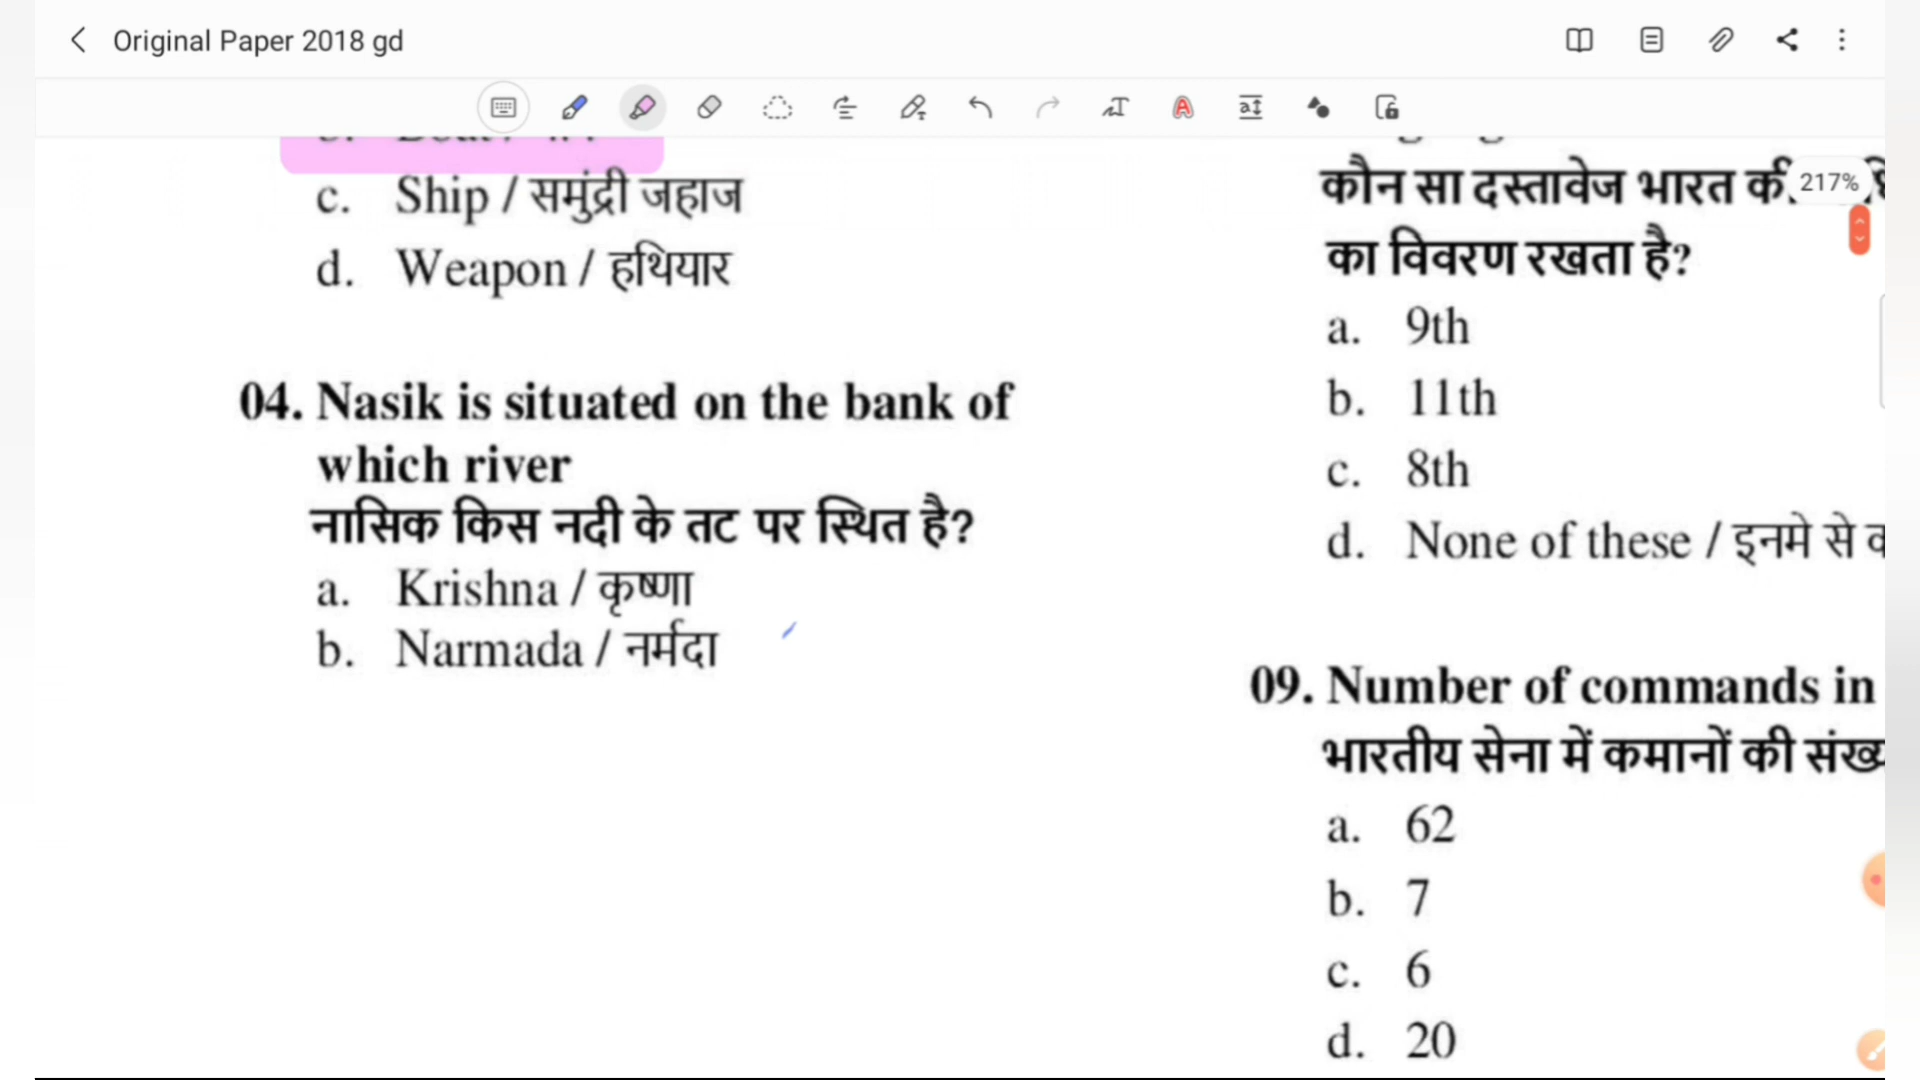 Original Paper 2018 gd
c. Ship / समुंद्री जहाज
d. Weapon / हथियार
04. Nasik is situated on the bank of
which river
नासिक किस नदी के तट पर स्थित है?
a. Krishna / कृष्णा
b. Narmada / नर्मदा
217%
कौन सा दस्तावेज भारत की
का विवरण रखता है?
a. 9th
b. 11th
c. 8th
d. None of these / इनमे से
09. Number of commands in
भारतीय सेना में कमानों की
a. 62
b. 7
c. 6
d. 20